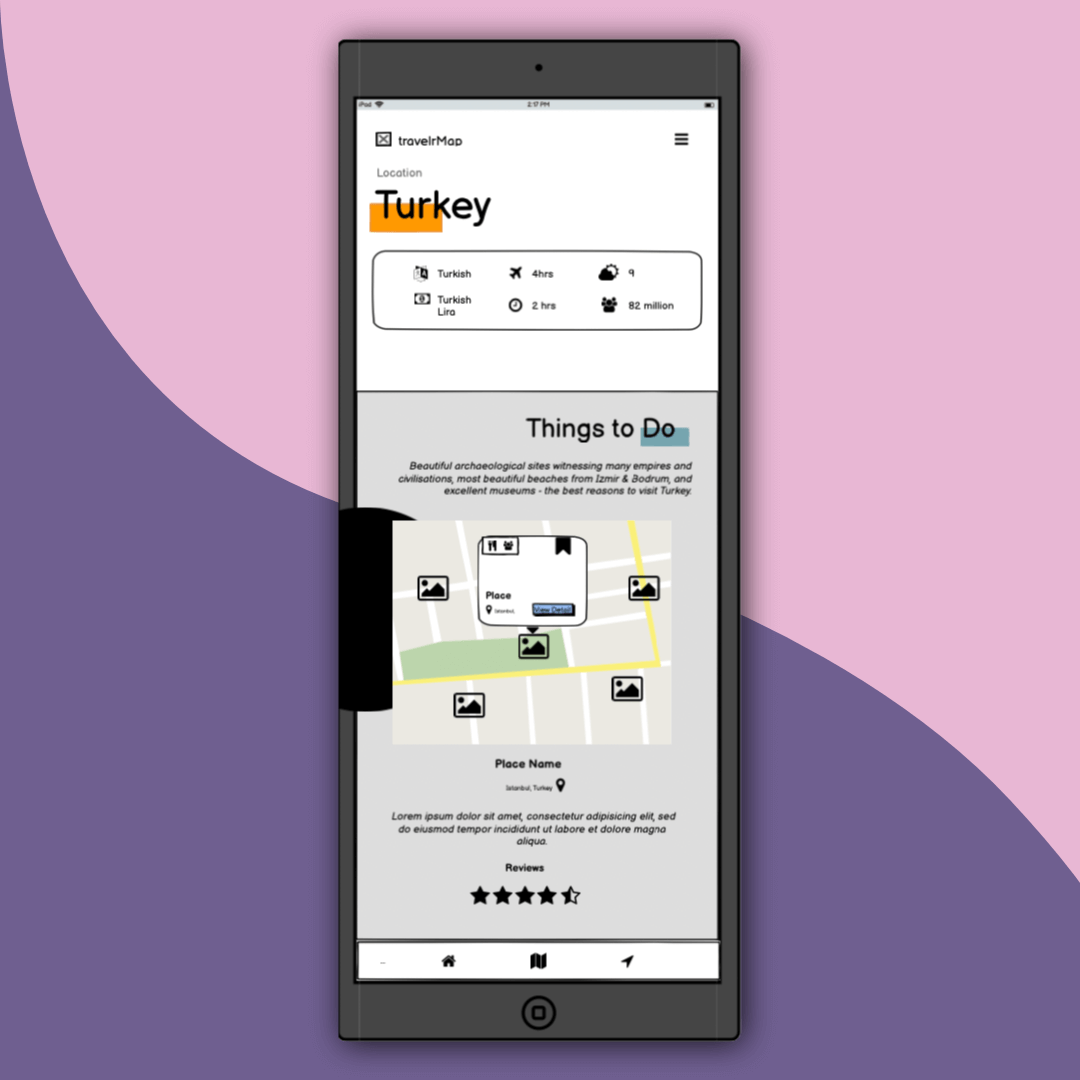 iPod 2:17 PM
travelrMap
Location
Turkey
Turkish 4hrs 9
Turkish Lira 2 hrs 82 million
Things to Do
Beautiful archaeological sites witnessing many empires and
civilisations, most beautiful beaches from Izmir & Bodrum, and
excellent museums - the best reasons to visit Turkey.
Place
Istanbul, View Detail
Place Name
Istanbul, Turkey
Lorem ipsum dolor sit amet, consectetur adipisicing elit, sed
do eiusmod tempor incididunt ut labore et dolore magna
aliqua.
Reviews